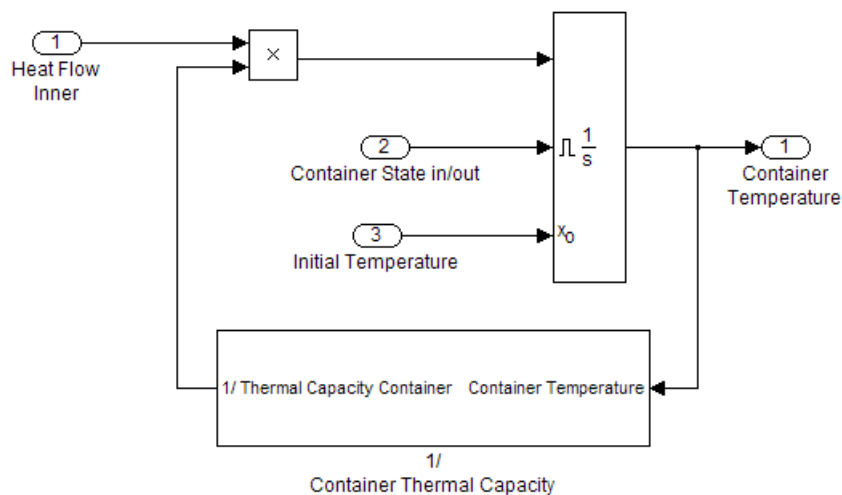 1
Heat Flow
Inner
×
2
Container State in/out
3
Initial Temperature
1
s
x0
1
Container
Temperature
1/ Thermal Capacity Container
Container Temperature
1/
Container Thermal Capacity